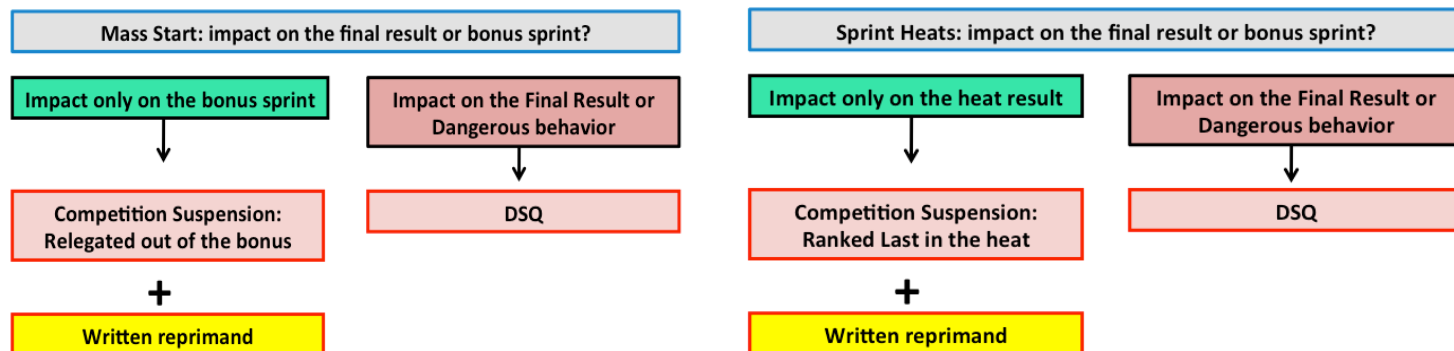 Mass Start: impact on the final result or bonus sprint?
Impact only on the bonus sprint
Impact on the Final Result or
Dangerous behavior
Competition Suspension:
Relegated out of the bonus
DSQ
+
Written reprimand
Sprint Heats: impact on the final result or bonus sprint?
Impact only on the heat result
Impact on the Final Result or
Dangerous behavior
Competition Suspension:
Ranked Last in the heat
DSQ
+
Written reprimand